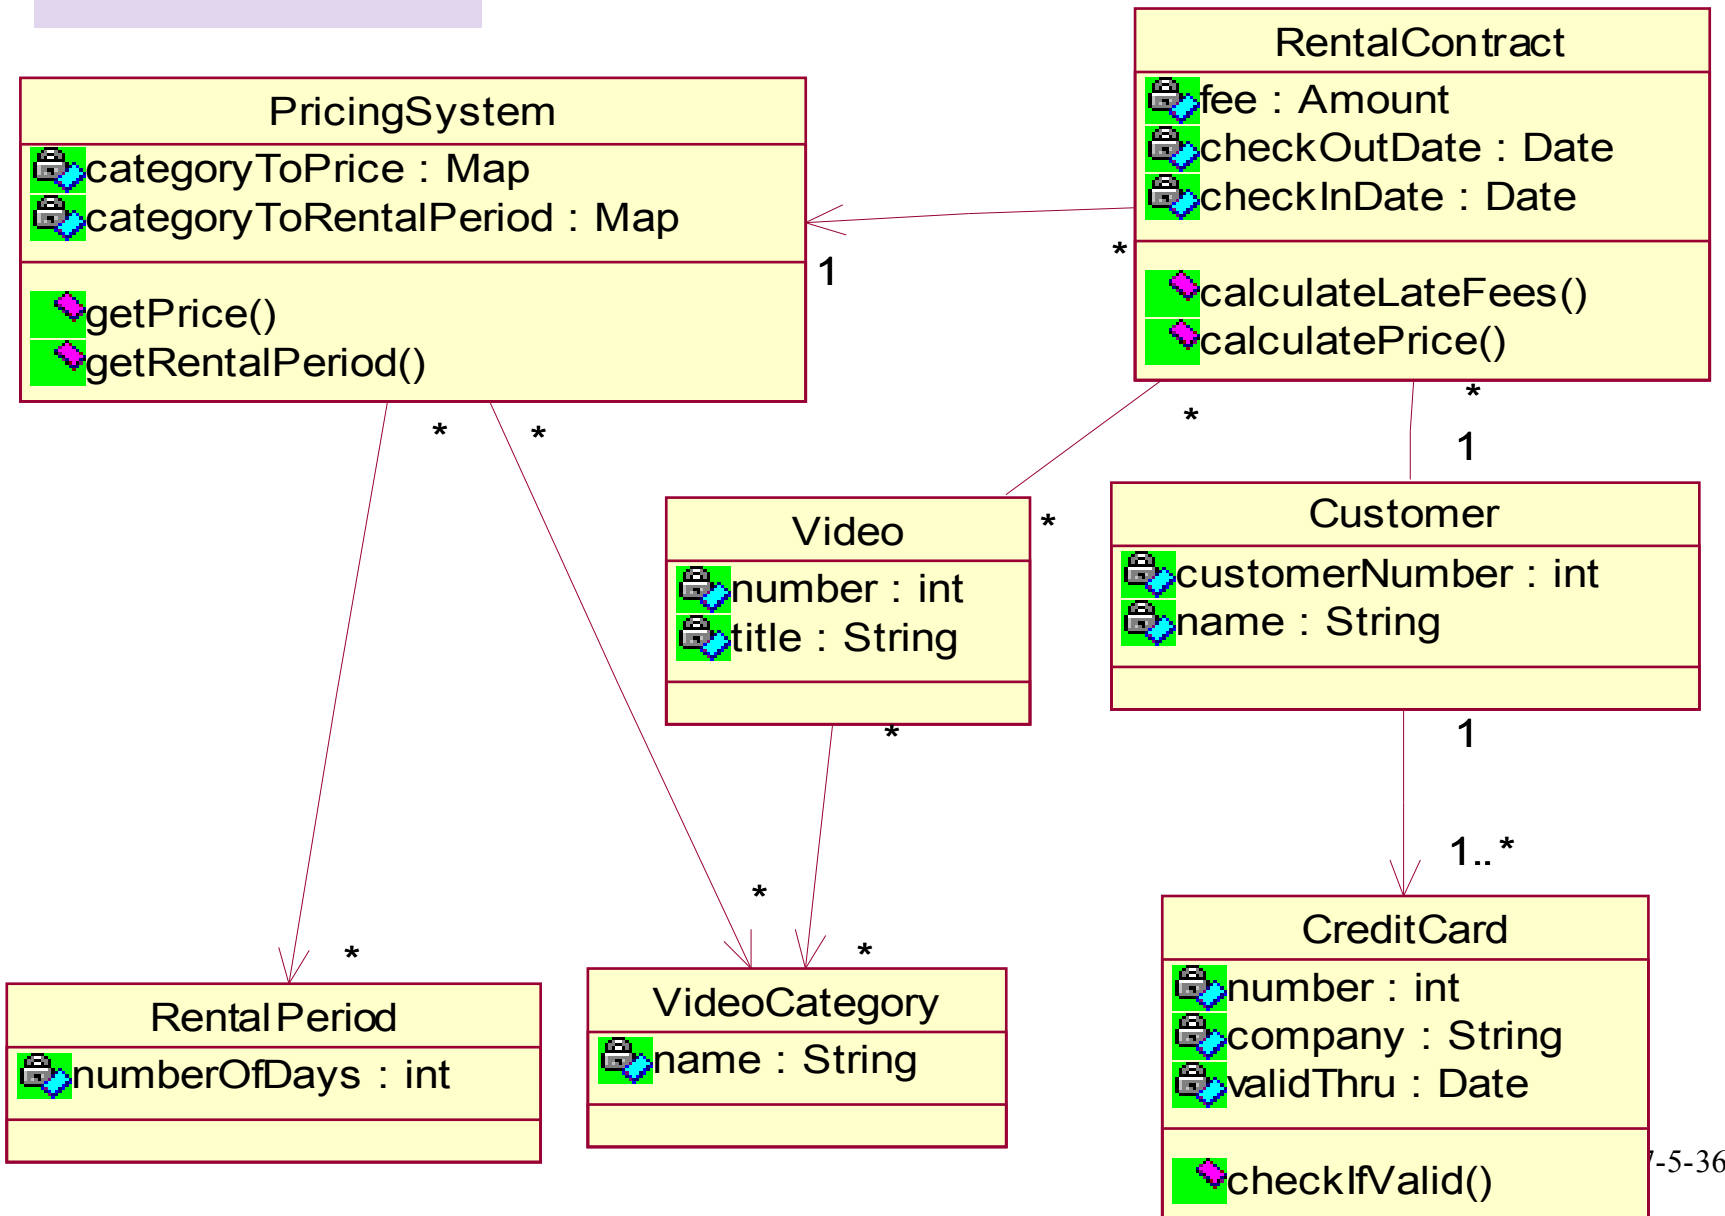 RentalContract
fee : Amount
checkOutDate : Date
checkInDate : Date
calculateLateFees()
calculatePrice()
PricingSystem
categoryToPrice : Map
categoryToRentalPeriod : Map
getPrice()
getRentalPeriod()
1
*
*
*
*
*
1
*
Video
number : int
title : String
Customer
customerNumber : int
name : String
*
1
1..*
*
*
*
RentalPeriod
numberOfDays : int
VideoCategory
name : String
CreditCard
number : int
company : String
validThru : Date
checkIfValid()
-5-36